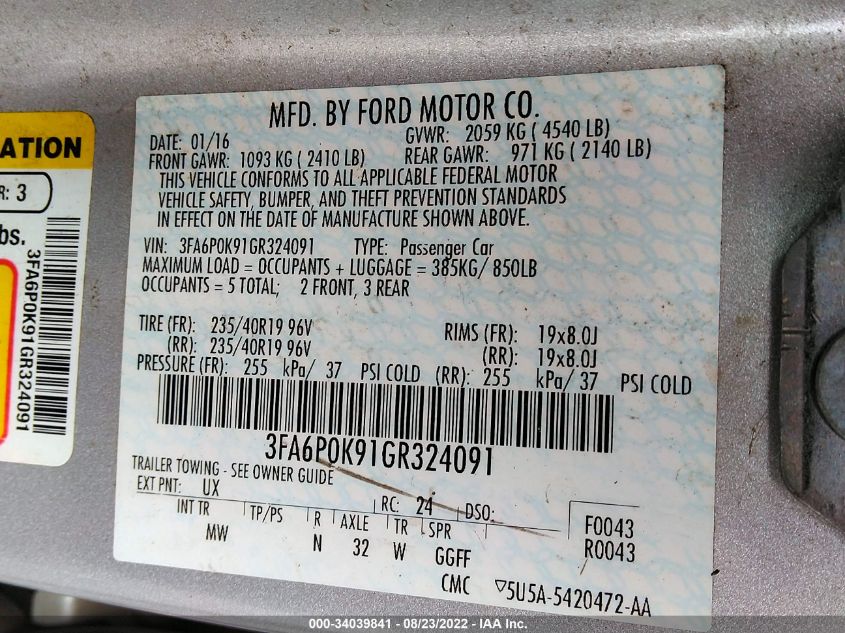 MFD. BY FORD MOTOR CO.
DATE: 01/16 GVWR: 2059 KG ( 4540 LB)
FRONT GAWR: 1093 KG ( 2410 LB) REAR GAWR: 971 KG ( 2140 LB)
THIS VEHICLE CONFORMS TO ALL APPLICABLE FEDERAL MOTOR
VEHICLE SAFETY, BUMPER, AND THEFT PREVENTION STANDARDS
IN EFFECT ON THE DATE OF MANUFACTURE SHOWN ABOVE.
VIN: 3FA6P0K91GR324091 TYPE: Passenger Car
MAXIMUM LOAD = OCCUPANTS + LUGGAGE = 385KG/ 850LB
OCCUPANTS = 5 TOTAL; 2 FRONT, 3 REAR
TIRE (FR): 235/40R19 96V RIMS (FR): 19x8.0J
(RR): 235/40R19 96V (RR): 19x8.0J
PRESSURE (FR): 255 kPa/ 37 PSI COLD (RR): 255 kPa/ 37 PSI COLD
3FA6P0K91GR324091
TRAILER TOWING - SEE OWNER GUIDE
EXT PNT: UX RC: 24 DSO: F0043
INT TR TP/PS R AXLE TR SPR R0043
MW N 32 W GGFF
CMC ▽5U5A-5420472-AA
ATION
R: 3
bs.
3FA6P0K91GR324091
000-34039841 - 08/23/2022 - IAA Inc.